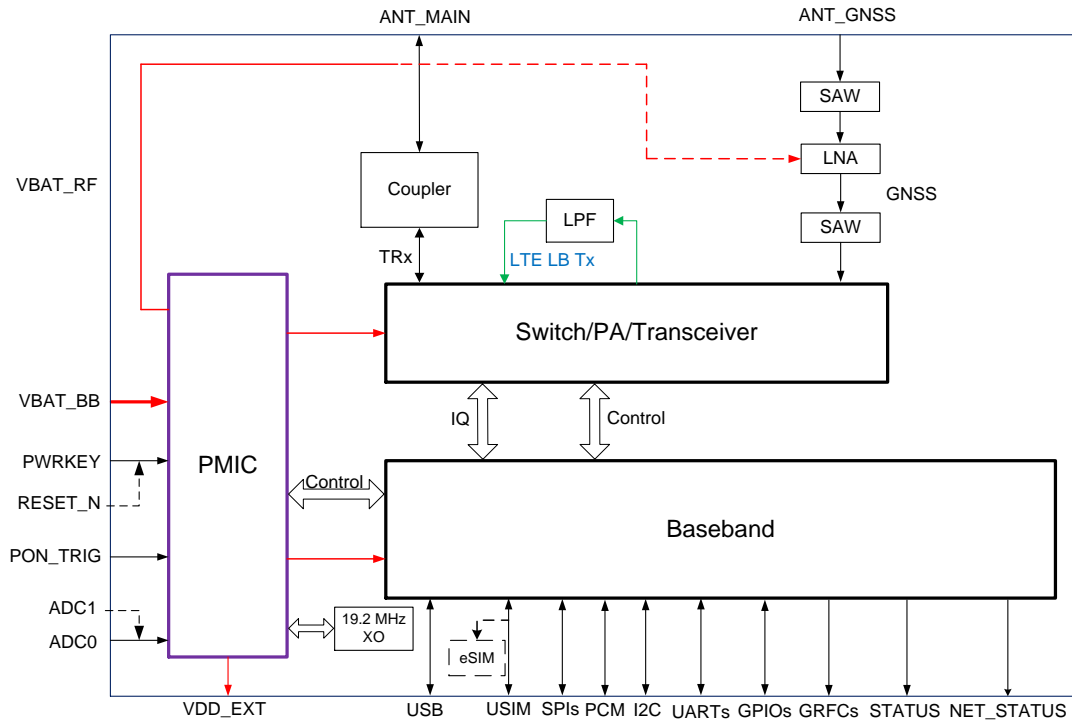 ANT_MAIN
ANT_GNSS
SAW
LNA
VBAT_RF
Coupler
GNSS
LPF
SAW
TRx
LTE LB Tx
Switch/PA/Transceiver
VBAT_BB
IQ
Control
PWRKEY
PMIC
Control
RESET_N
Baseband
PON_TRIG
ADC1
19.2 MHz
XO
ADC0
eSIM
VDD_EXT
USB
USIM
SPIs
PCM
I2C
UARTs
GPIOs
GRFCs
STATUS
NET_STATUS